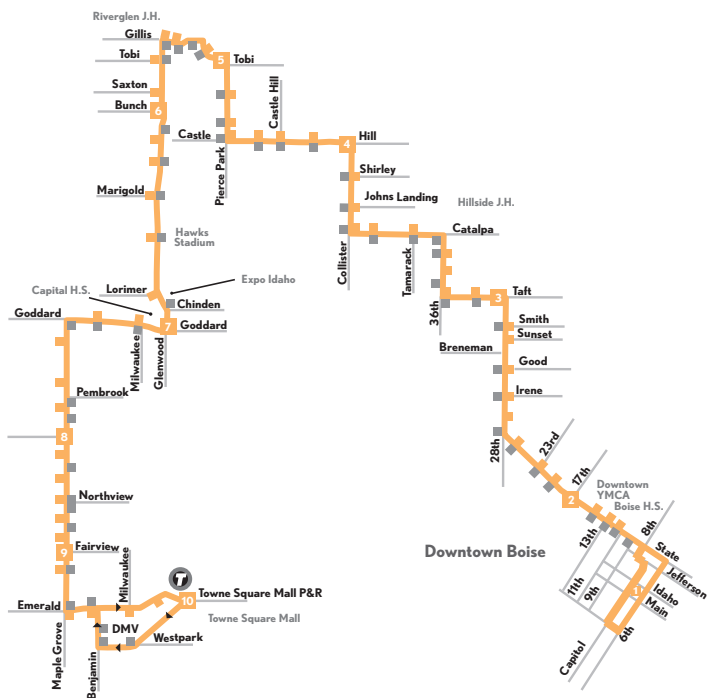 Riverglen J.H.
Gillis
Tobi
5
Tobi
Saxton
Bunch
6
Castle Hill
Castle
4
Hill
Pierce Park
Shirley
Marigold
Johns Landing
Hillside J.H.
Hawks
Stadium
Catalpa
Collister
Tamarack
Expo Idaho
Capital H.S.
Lorimer
Chinden
36th
3
Taft
Goddard
7
Goddard
Milwaukee
Glenwood
Smith
Sunset
Breneman
Good
Pembrook
Irene
8
28th
23rd
17th
2
Downtown
YMCA
Boise H.S.
Northview
13th
8th
9
Fairview
Downtown Boise
State
Jefferson
Milwaukee
T
11th
9th
Idaho
1
Main
10
Towne Square Mall P&R
Emerald
Towne Square Mall
DMV
Westpark
Capitol
6th
Maple Grove
Benjamin